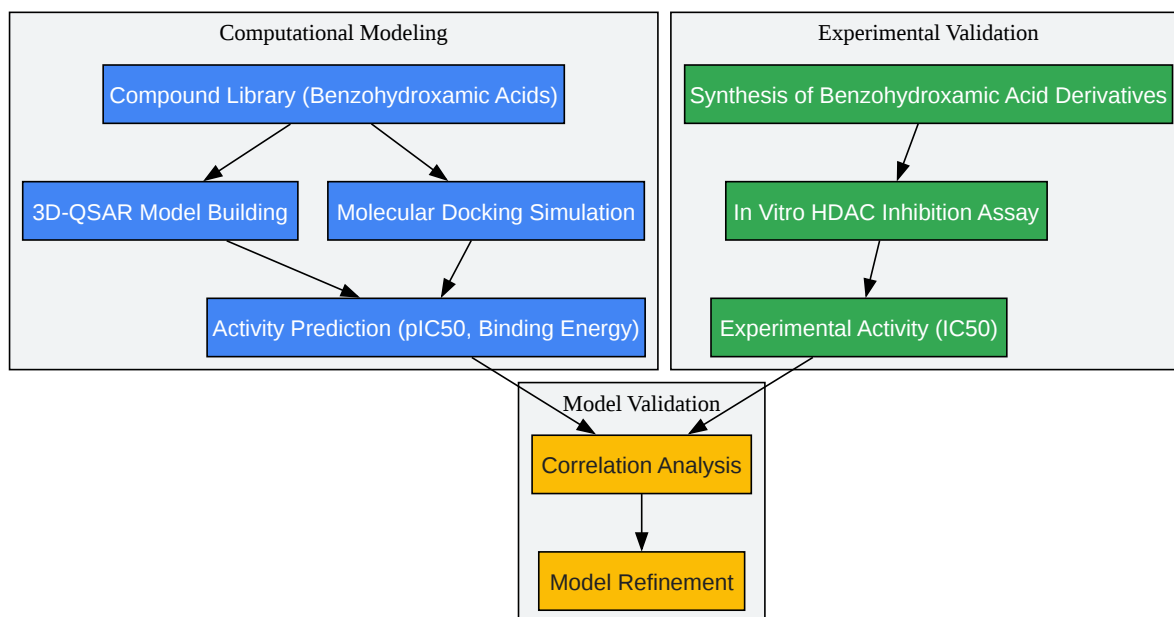 Computational Modeling
Compound Library (Benzohydroxamic Acids)
3D-QSAR Model Building
Molecular Docking Simulation
Activity Prediction (pIC50, Binding Energy)
Experimental Validation
Synthesis of Benzohydroxamic Acid Derivatives
In Vitro HDAC Inhibition Assay
Experimental Activity (IC50)
Model Validation
Correlation Analysis
Model Refinement